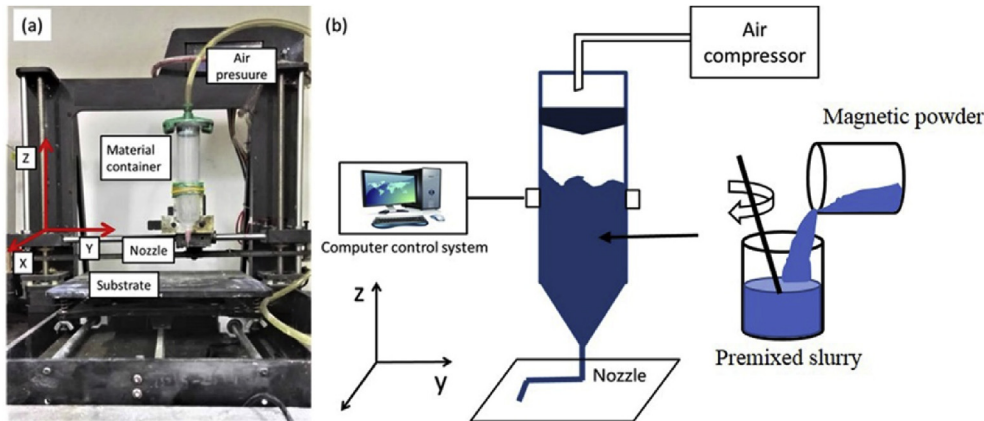 (a)
Air
presuure
Material
container
Z
Y
X
Nozzle
Substrate
(b)
Air
compressor
Magnetic powder
Computer control system
Premixed slurry
z
y
Nozzle